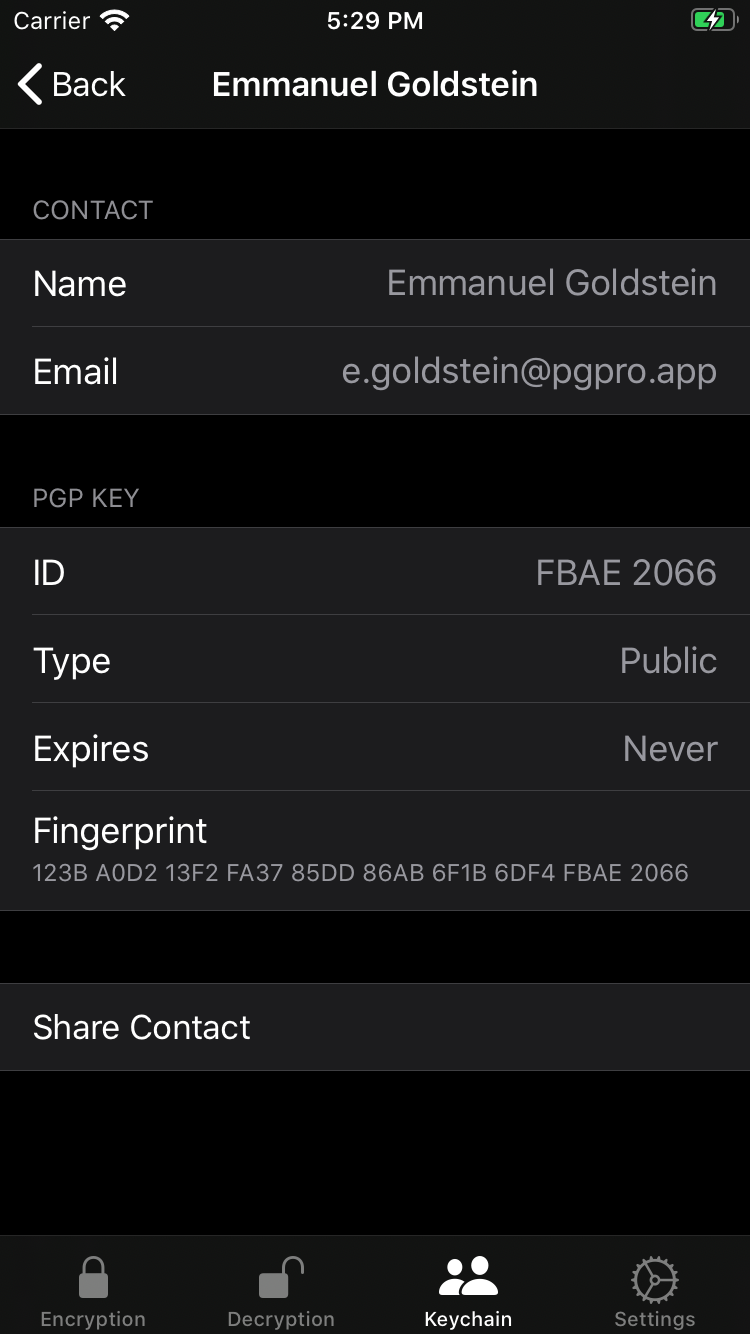 Carrier 5:29 PM
Back Emmanuel Goldstein
CONTACT
Name Emmanuel Goldstein
Email e.goldstein@pgpro.app
PGP KEY
ID FBAE 2066
Type Public
Expires Never
Fingerprint
123B A0D2 13F2 FA37 85DD 86AB 6F1B 6DF4 FBAE 2066
Share Contact
Encryption Decryption Keychain Settings